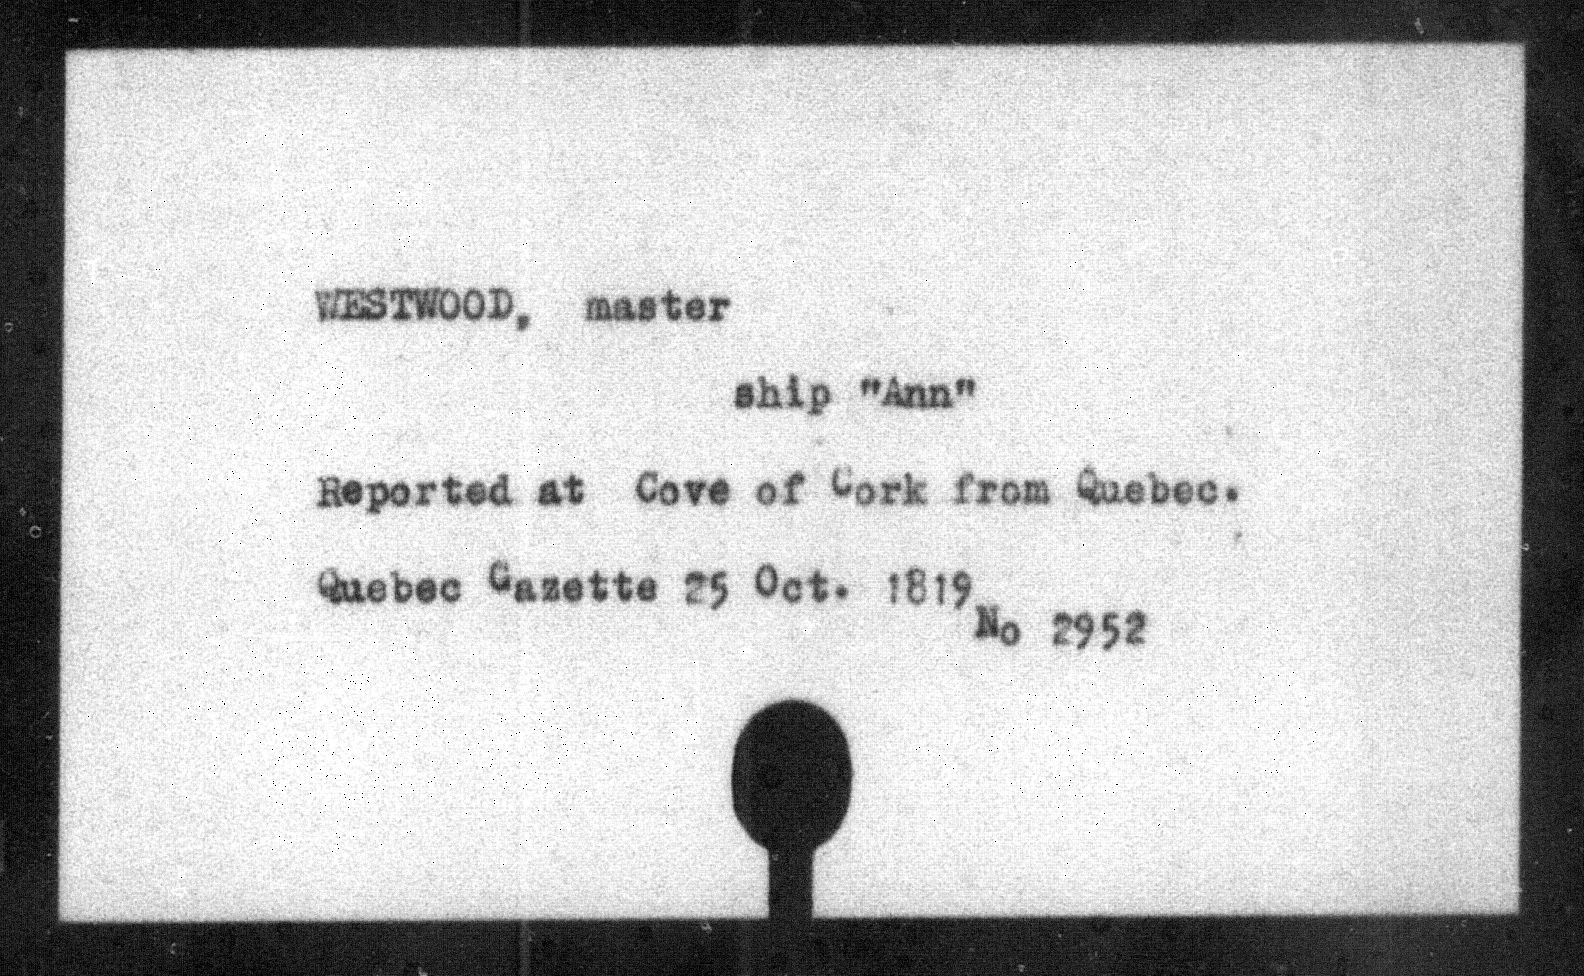 WESTWOOD, master
ship "Ann"
Reported at Cove of Cork from Quebec.
Quebec Gazette 25 Oct. 1819
No 2952